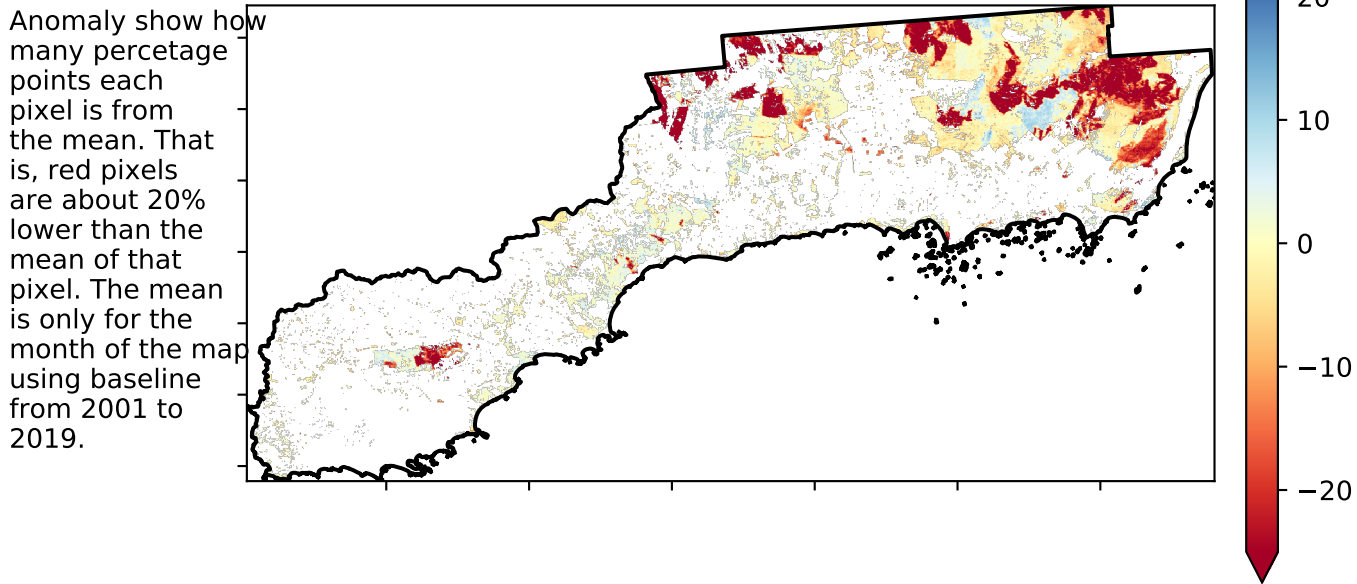 Anomaly show how
many percetage
points each
pixel is from
the mean. That
is, red pixels
are about 20%
lower than the
mean of that
pixel. The mean
is only for the
month of the map
using baseline
from 2001 to
2019.
20
10
0
−10
−20